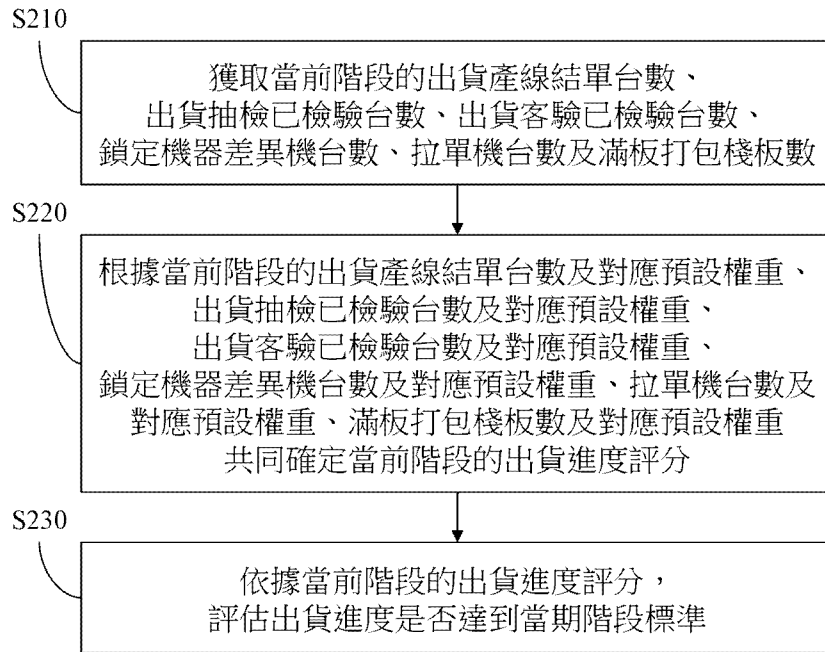 S210
獲取當前階段的出貨產線結單台數、
出貨抽檢已檢驗台數、出貨客驗已檢驗台數、
鎖定機器差異機台數、拉單機台數及滿板打包棧板數
S220
根據當前階段的出貨產線結單台數及對應預設權重、
出貨抽檢已檢驗台數及對應預設權重、
出貨客驗已檢驗台數及對應預設權重、
鎖定機器差異機台數及對應預設權重、拉單機台數及
對應預設權重、滿板打包棧板數及對應預設權重
共同確定當前階段的出貨進度評分
S230
依據當前階段的出貨進度評分，
評估出貨進度是否達到當期階段標準